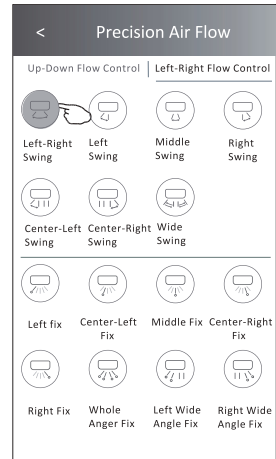 < Precision Air Flow
Up-Down Flow Control Left-Right Flow Control
Left-Right Swing
Left Swing
Middle Swing
Right Swing
Center-Left Swing
Center-Right Swing
Wide Swing
Left fix
Center-Left Fix
Middle Fix
Center-Right Fix
Right Fix
Whole Anger Fix
Left Wide Angle Fix
Right Wide Angle Fix